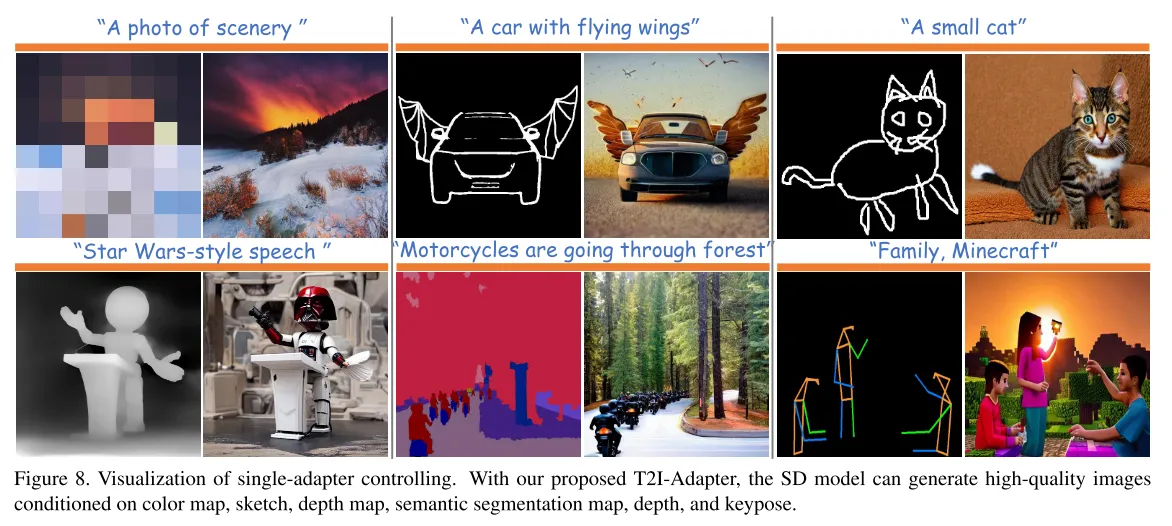 “A photo of scenery ”
“A car with flying wings”
“A small cat”
“Star Wars-style speech ”
“Motorcycles are going through forest”
“Family, Minecraft”
Figure 8. Visualization of single-adapter controlling. With our proposed T2I-Adapter, the SD model can generate high-quality images
conditioned on color map, sketch, depth map, semantic segmentation map, depth, and keypose.